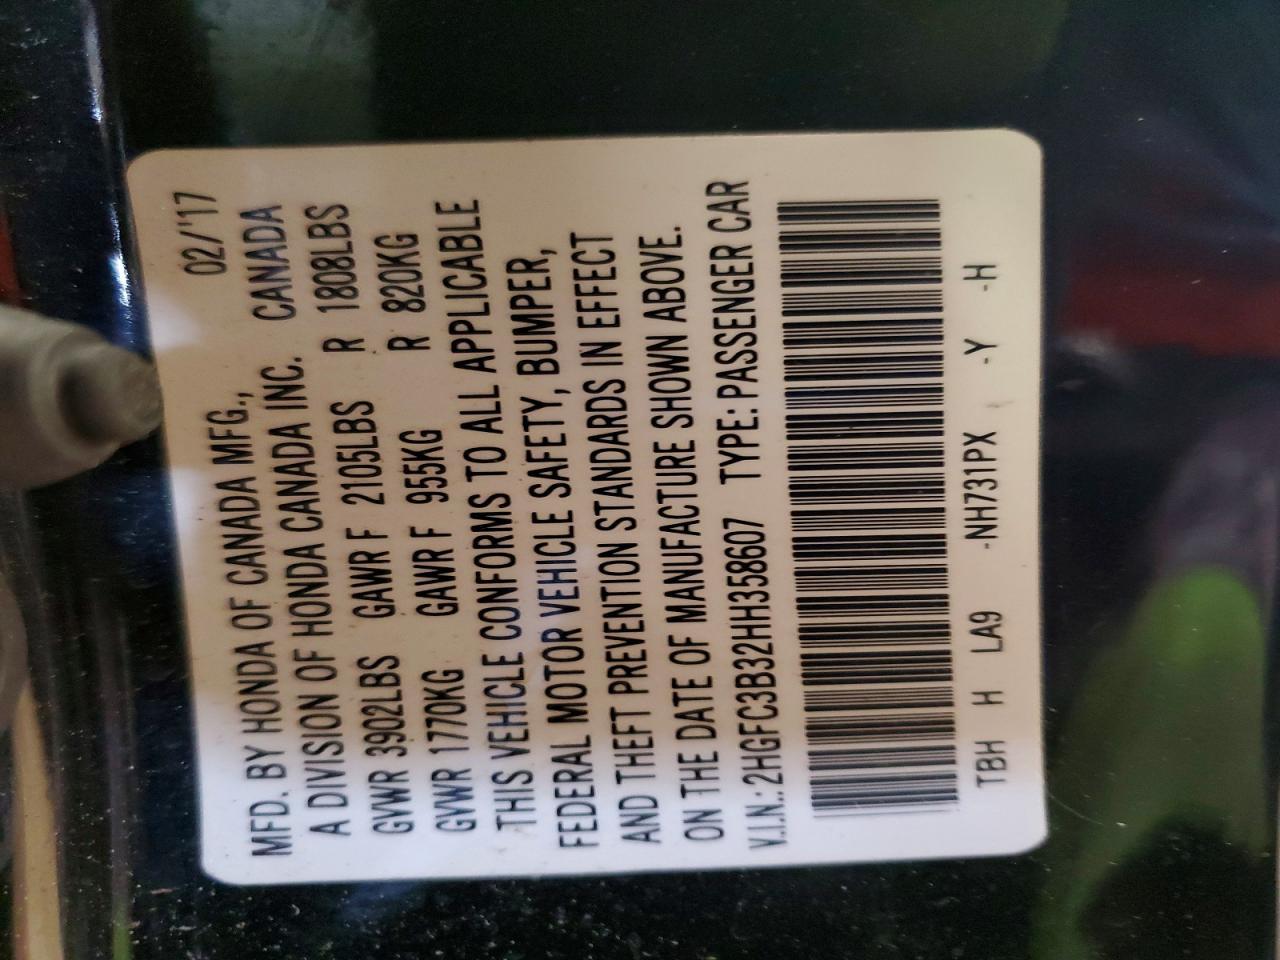 02/'17
MFD. BY HONDA OF CANADA MFG.,
A DIVISION OF HONDA CANADA INC. CANADA
GVWR 3902LBS GAWR F 2105LBS R 1808LBS
GVWR 1770KG GAWR F 955KG R 820KG
THIS VEHICLE CONFORMS TO ALL APPLICABLE
FEDERAL MOTOR VEHICLE SAFETY, BUMPER,
AND THEFT PREVENTION STANDARDS IN EFFECT
ON THE DATE OF MANUFACTURE SHOWN ABOVE.
V.I.N.: 2HGFC3B32HH358607 TYPE: PASSENGER CAR
TBH H LA9 -NH731PX -Y -H